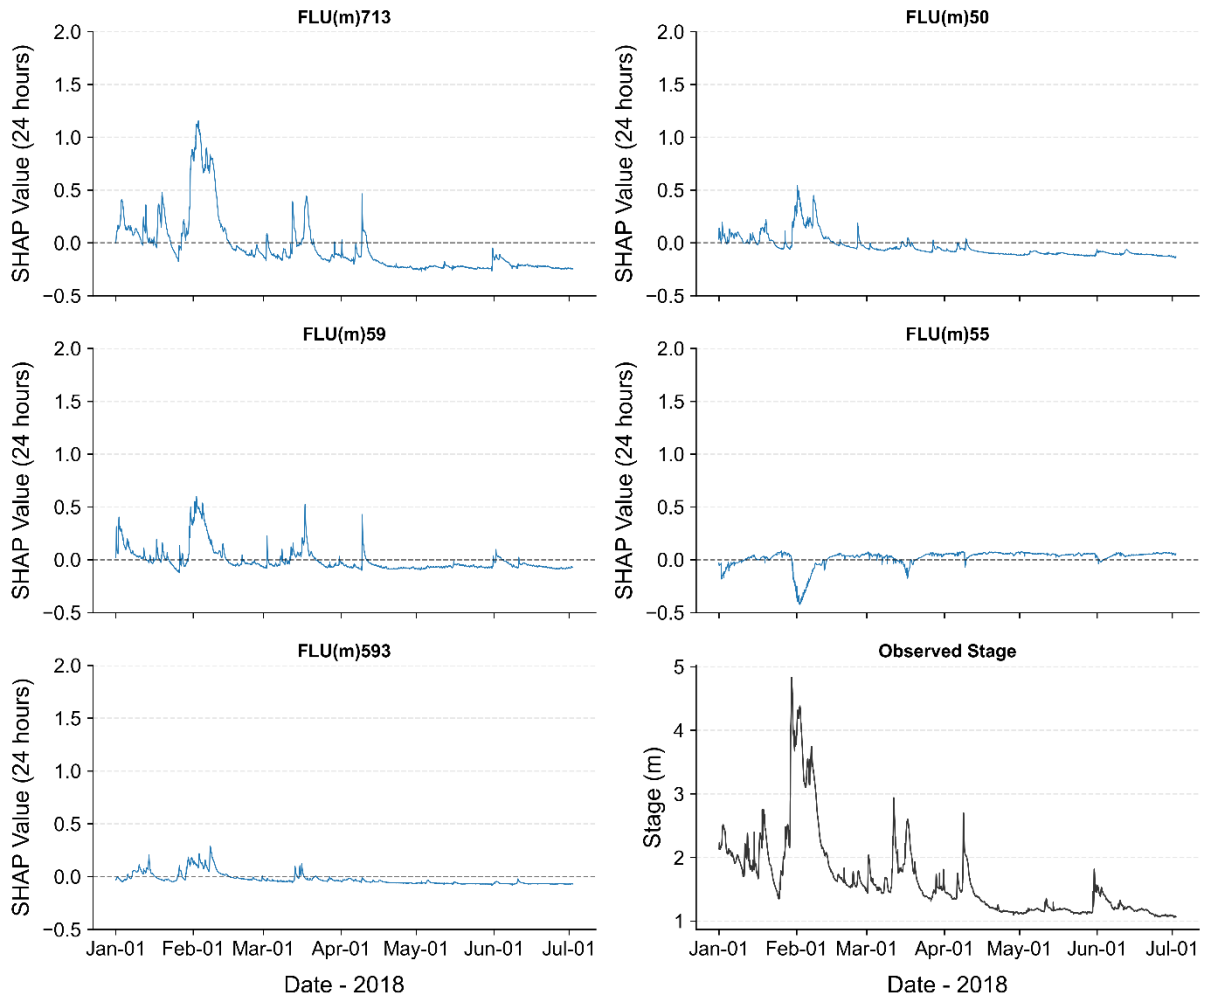 FLU(m)713
SHAP Value (24 hours)
2.0
1.5
1.0
0.5
0.0
−0.5
FLU(m)50
SHAP Value (24 hours)
2.0
1.5
1.0
0.5
0.0
−0.5
FLU(m)59
SHAP Value (24 hours)
2.0
1.5
1.0
0.5
0.0
−0.5
FLU(m)55
SHAP Value (24 hours)
2.0
1.5
1.0
0.5
0.0
−0.5
FLU(m)593
SHAP Value (24 hours)
2.0
1.5
1.0
0.5
0.0
−0.5
Jan-01 Feb-01 Mar-01 Apr-01 May-01 Jun-01 Jul-01
Date - 2018
Observed Stage
Stage (m)
5
4
3
2
1
Jan-01 Feb-01 Mar-01 Apr-01 May-01 Jun-01 Jul-01
Date - 2018